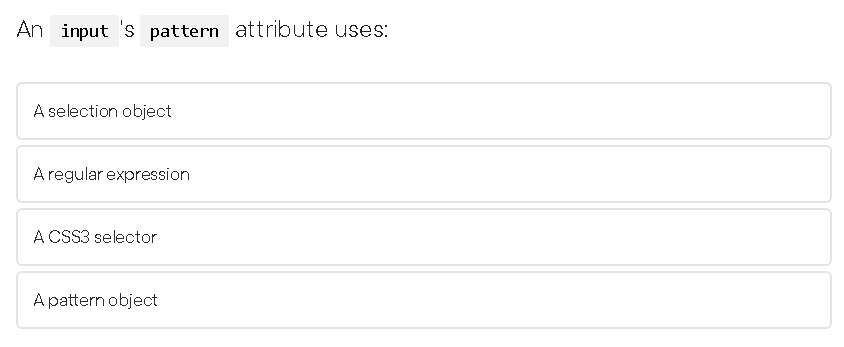 An input's pattern attribute uses:
A selection object
A regular expression
A CSS3 selector
A pattern object